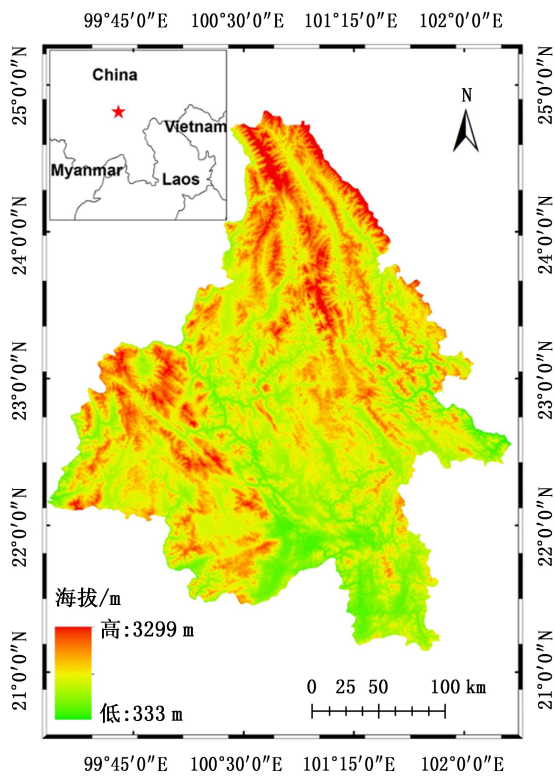 99°45′0″E 100°30′0″E 101°15′0″E 102°0′0″E
25°0′0″N
24°0′0″N
23°0′0″N
22°0′0″N
21°0′0″N
China
Vietnam
Myanmar
Laos
N
25°0′0″N
24°0′0″N
23°0′0″N
22°0′0″N
21°0′0″N
海拔/m
高:3299 m
低:333 m
0 25 50 100 km
99°45′0″E 100°30′0″E 101°15′0″E 102°0′0″E